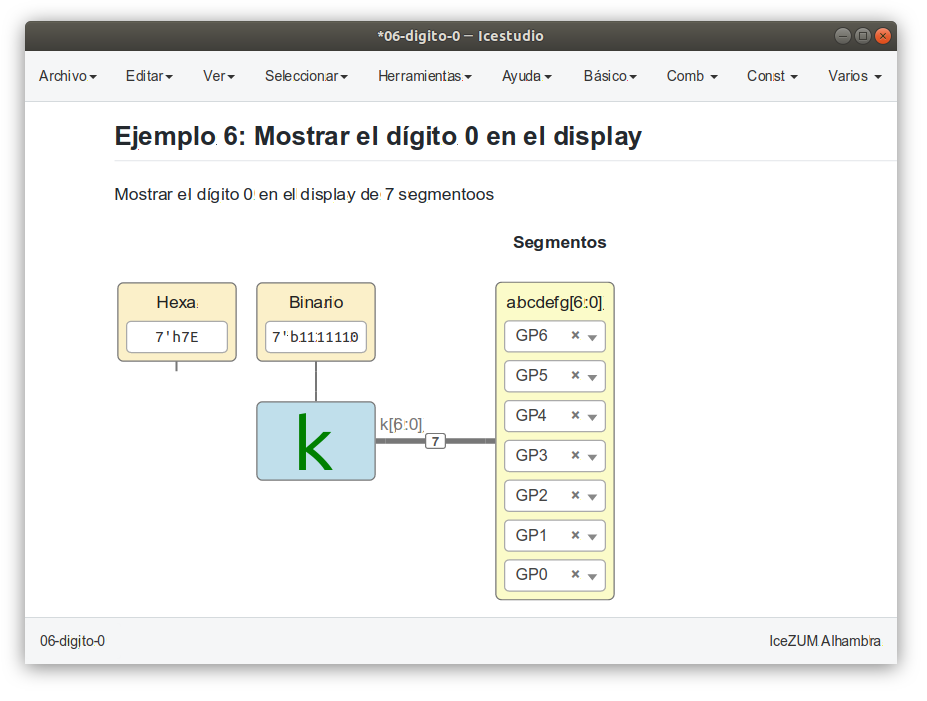 *06-digito-0 – Icestudio
Archivo Editar Ver Seleccionar Herramientas Ayuda Básico Comb Const Varios
Ejemplo 6: Mostrar el dígito 0 en el display
Mostrar el dígito 0 en el display de 7 segmentoos
Segmentos
Hexa
7'h7E
Binario
7'b1111110
k
k[6:0]
7
abcdefg[6:0]
GP6 ×
GP5 ×
GP4 ×
GP3 ×
GP2 ×
GP1 ×
GP0 ×
06-digito-0 IceZUM Alhambra